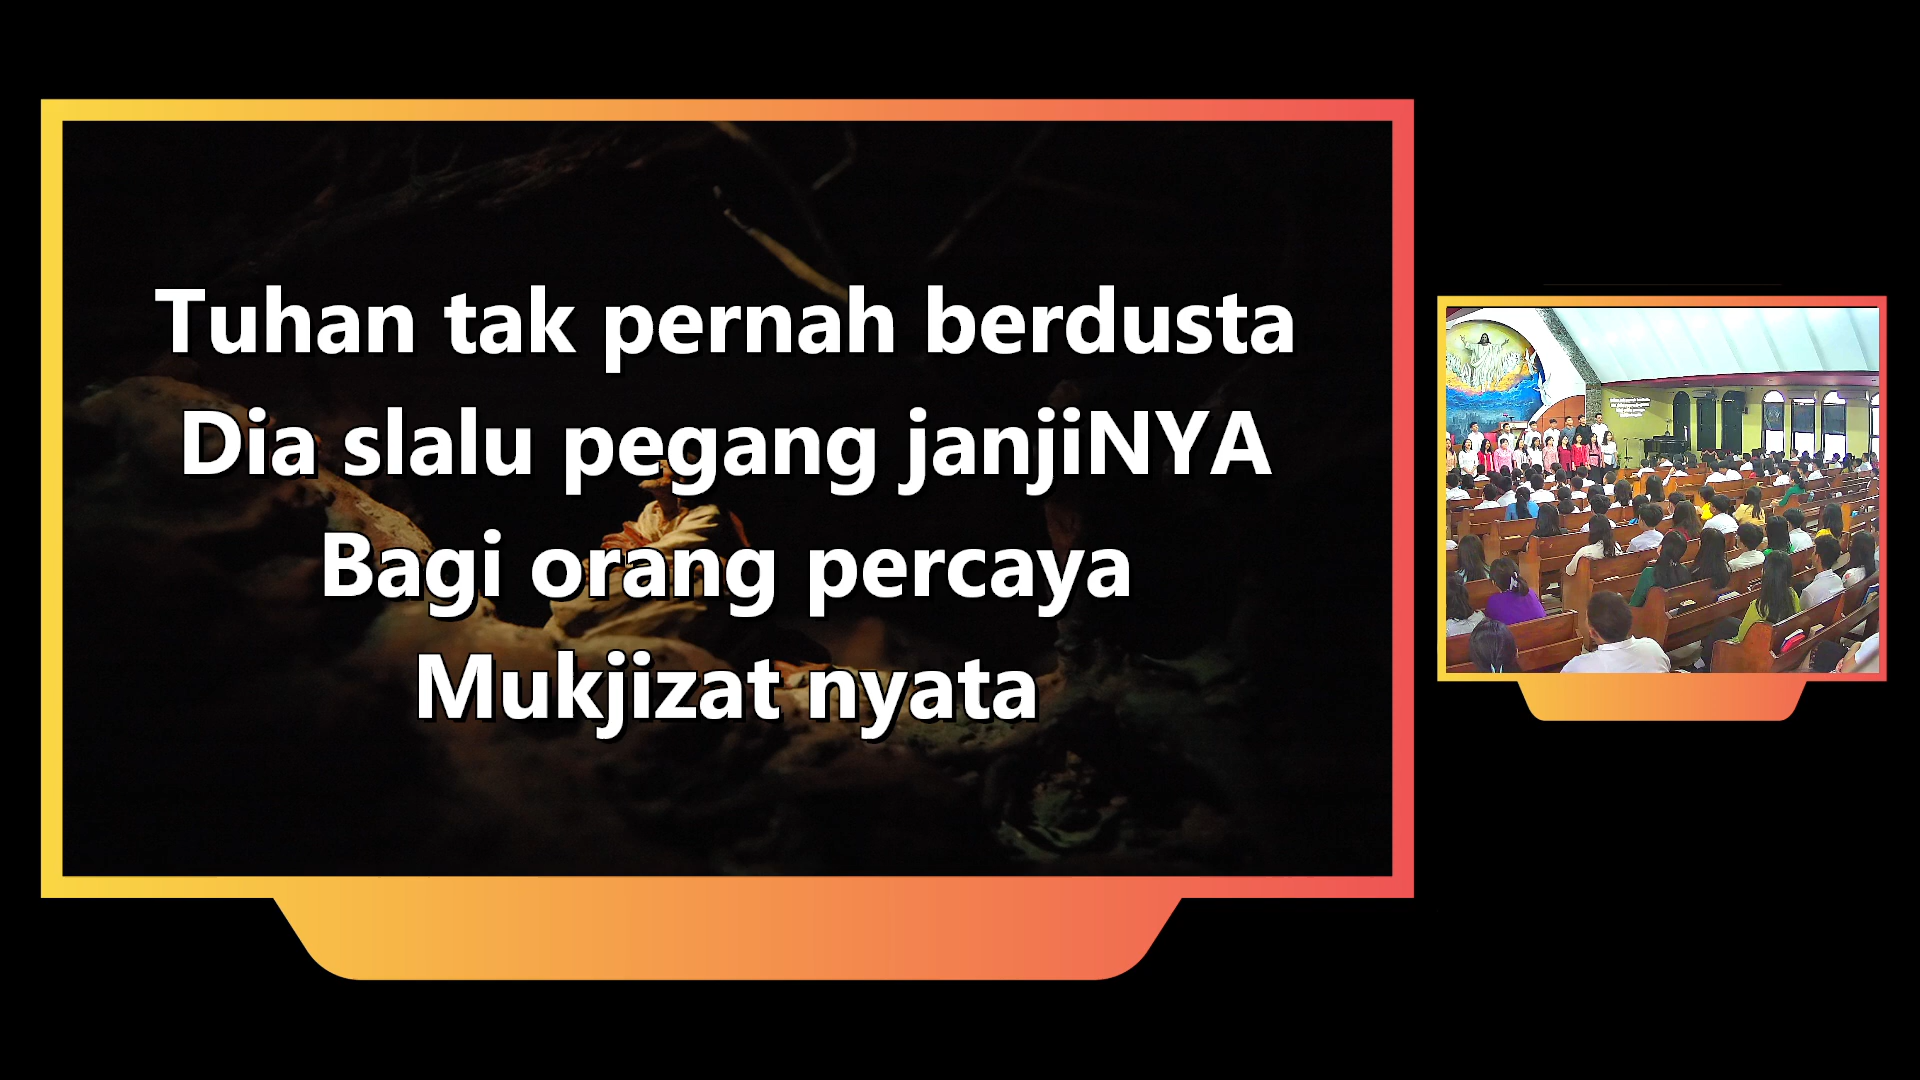 Tuhan tak pernah berdusta
Dia slalu pegang janjiNYA
Bagi orang percaya
Mukjizat nyata